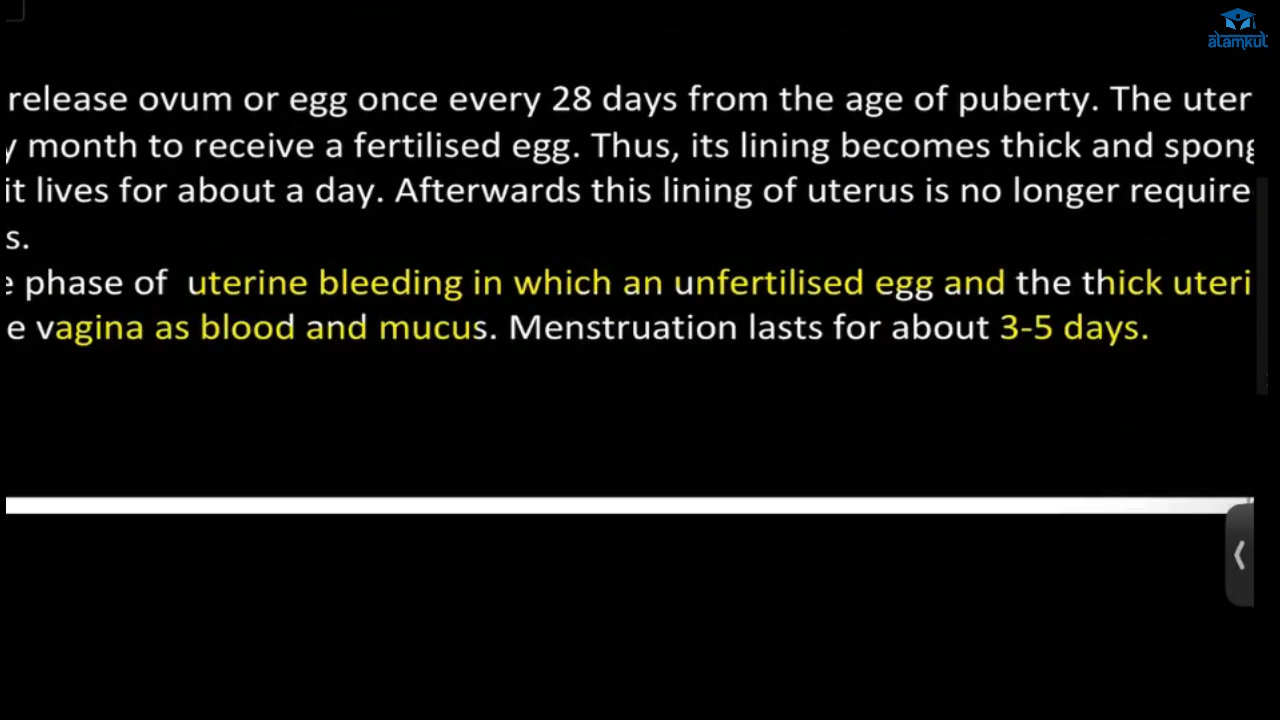 alamkut
release ovum or egg once every 28 days from the age of puberty. The uter
y month to receive a fertilised egg. Thus, its lining becomes thick and spong
it lives for about a day. Afterwards this lining of uterus is no longer require
s.
e phase of uterine bleeding in which an unfertilised egg and the thick uteri
e vagina as blood and mucus. Menstruation lasts for about 3-5 days.